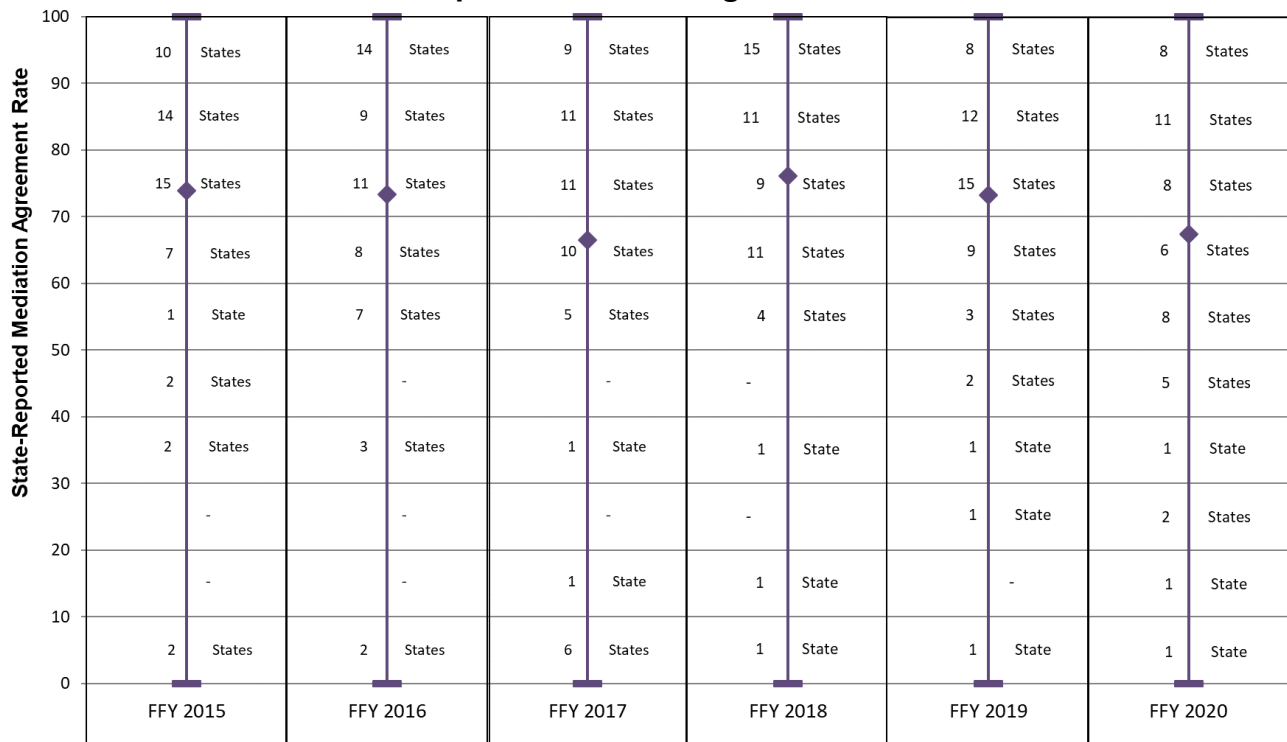 State-Reported Mediation Agreement Rate
100
10 States 14 States 9 States 15 States 8 States 8 States
90
14 States 9 States 11 States 11 States 12 States 11 States
80
15 States 11 States 11 States 9 States 15 States 8 States
70
7 States 8 States 10 States 11 States 9 States 6 States
60
1 State 7 States 5 States 4 States 3 States 8 States
50
2 States - - - 2 States 5 States
40
2 States 3 States 1 State 1 State 1 State 1 State
30
- - - - 1 State 2 States
20
- - 1 State 1 State - 1 State
10
2 States 2 States 6 States 1 State 1 State 1 State
0
FFY 2015 FFY 2016 FFY 2017 FFY 2018 FFY 2019 FFY 2020